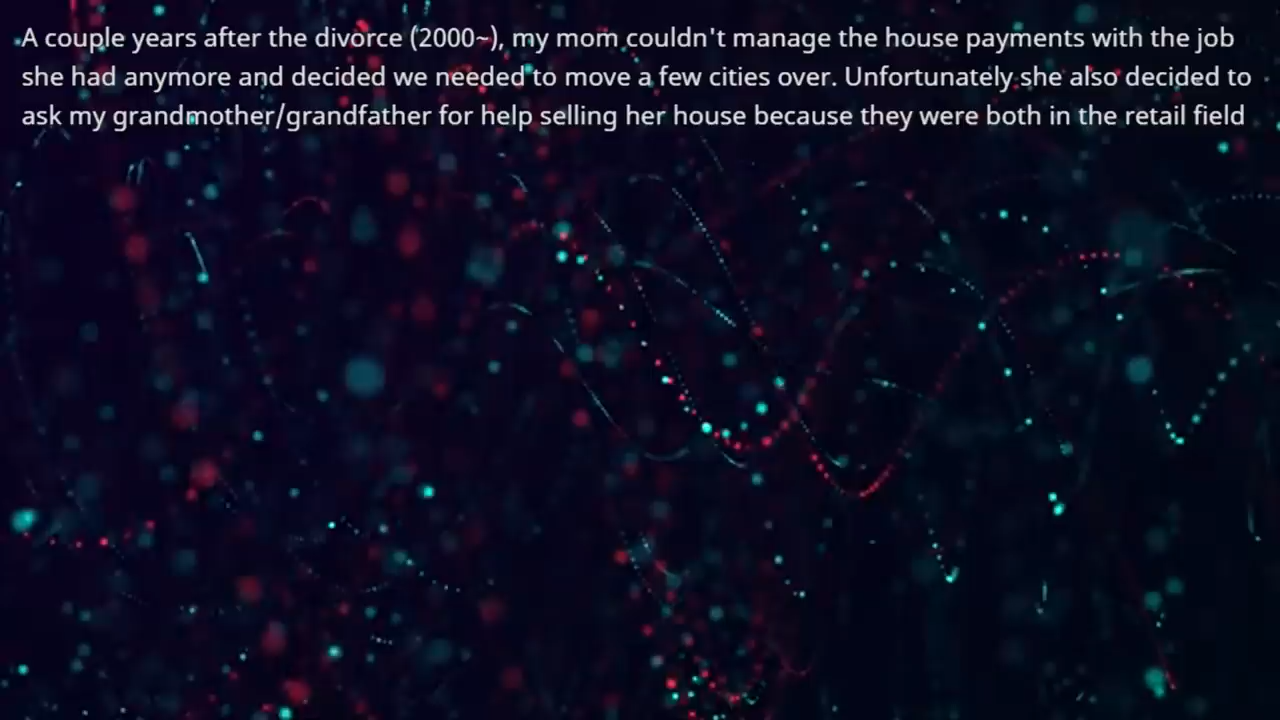 A couple years after the divorce (2000~), my mom couldn't manage the house payments with the job
she had anymore and decided we needed to move a few cities over. Unfortunately she also decided to
ask my grandmother/grandfather for help selling her house because they were both in the retail field